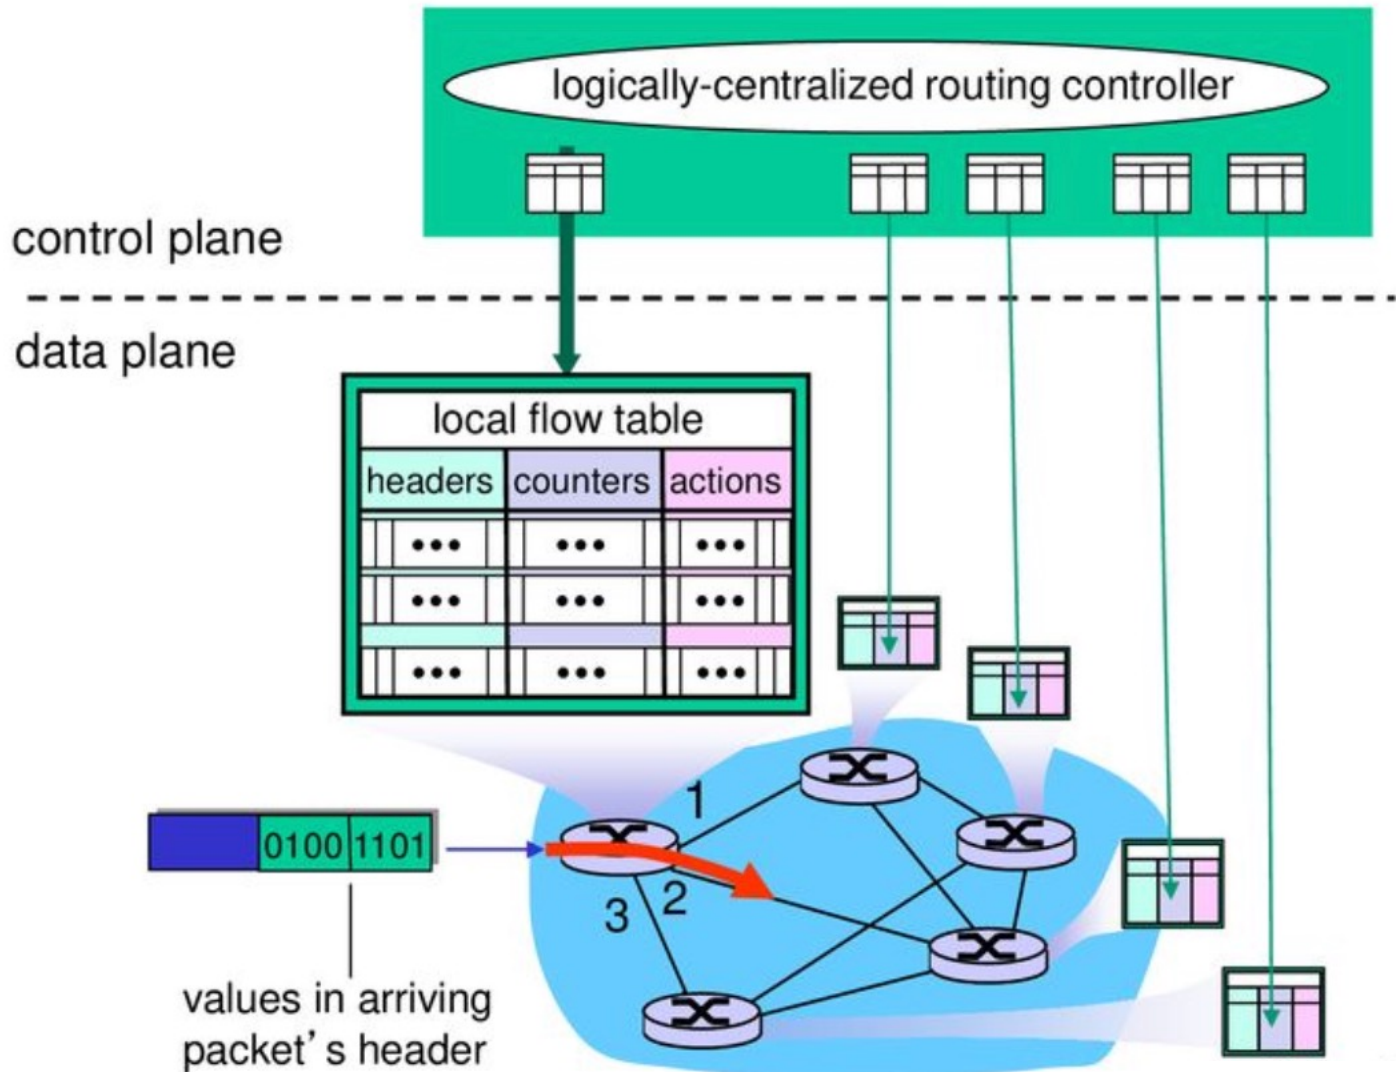 logically-centralized routing controller
control plane
data plane
local flow table
headers counters actions
1
2
3
0100 1101
values in arriving
packet's header